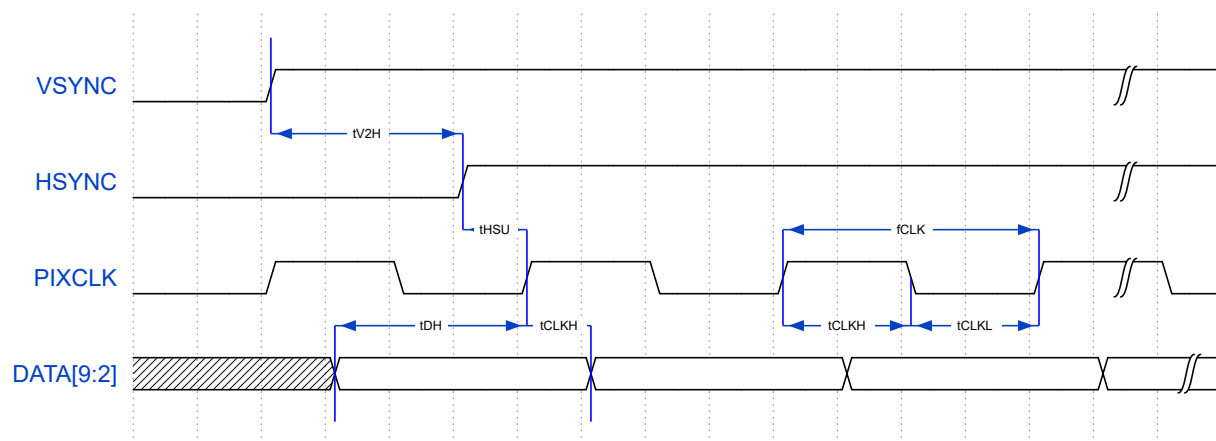 VSYNC
tV2H
HSYNC
tHSU
fCLK
PIXCLK
tDH
tCLKH
tCLKH
tCLKL
DATA[9:2]